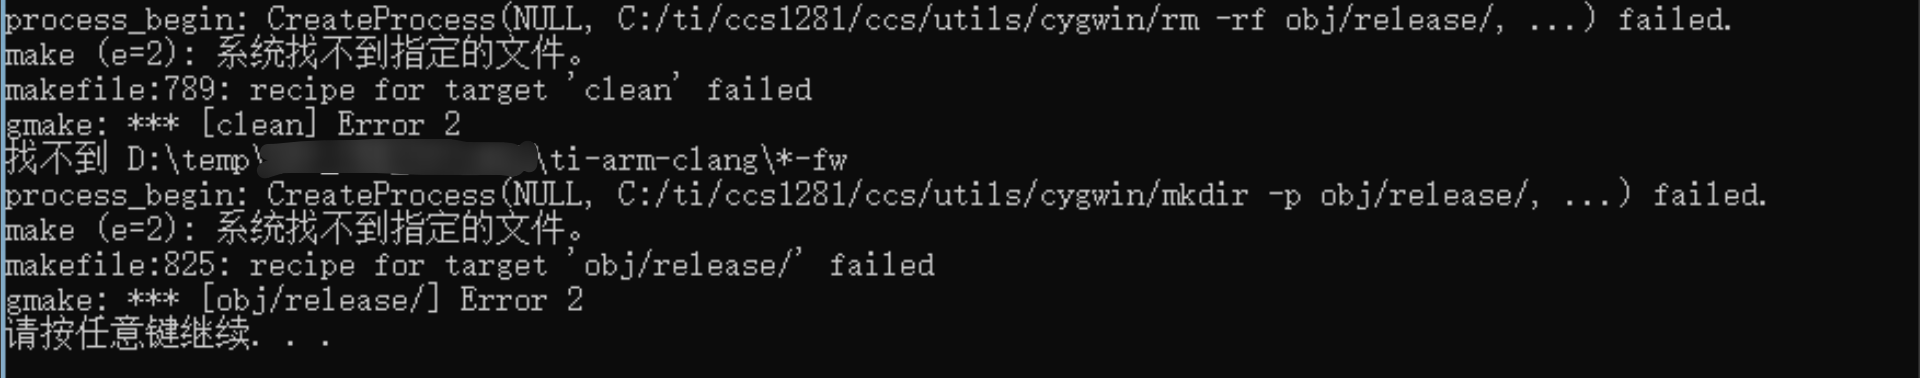 process_begin: CreateProcess(NULL, C:/ti/ccs1281/ccs/utils/cygwin/rm -rf obj/release/, ...) failed.
make (e=2): 系统找不到指定的文件。
makefile:789: recipe for target 'clean' failed
gmake: *** [clean] Error 2
找不到 D:\temp\ \ti-arm-clang\*-fw
process_begin: CreateProcess(NULL, C:/ti/ccs1281/ccs/utils/cygwin/mkdir -p obj/release/, ...) failed.
make (e=2): 系统找不到指定的文件。
makefile:825: recipe for target 'obj/release/' failed
gmake: *** [obj/release/] Error 2
请按任意键继续. . .